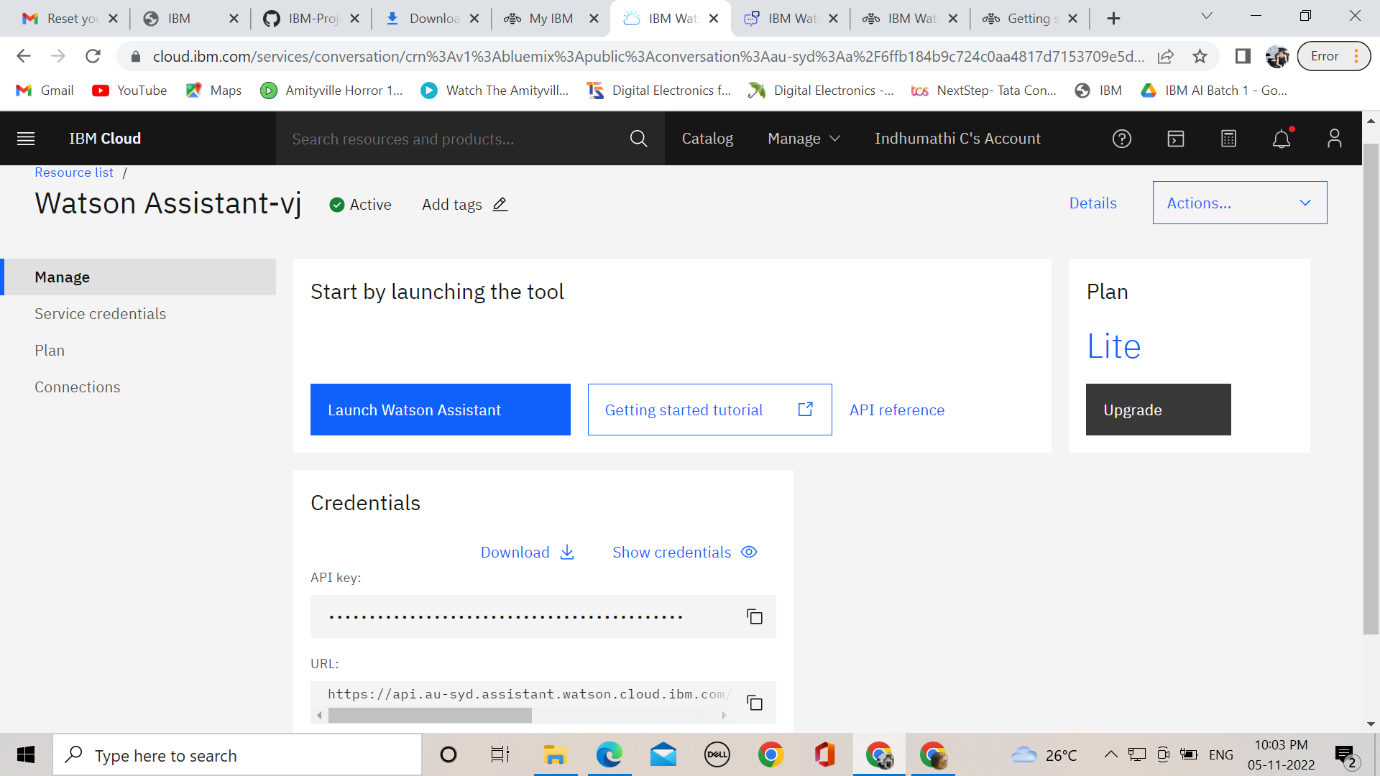 Reset you
IBM
IBM-Proj
Downloa
My IBM
IBM Wat
IBM Wat
IBM Wat
Getting s
cloud.ibm.com/services/conversation/crn%3Av1%3Abluemix%3Apublic%3Aconversation%3Aau-syd%3Aa%2F6ffb184b9c724c0aa4817d7153709e5d...
Error
Gmail
YouTube
Maps
Amityville Horror 1...
Watch The Amityvill...
Digital Electronics f...
Digital Electronics -...
NextStep- Tata Con...
IBM
IBM AI Batch 1 - Go...
IBM Cloud
Search resources and products...
Catalog
Manage
Indhumathi C's Account
Resource list /
Watson Assistant-vj
Active
Add tags
Details
Actions...
Manage
Service credentials
Plan
Connections
Start by launching the tool
Launch Watson Assistant
Getting started tutorial
API reference
Plan
Lite
Upgrade
Credentials
Download
Show credentials
API key:
URL:
https://api.au-syd.assistant.watson.cloud.ibm.com/
Type here to search
DELL
26°C
ENG
10:03 PM
05-11-2022
2